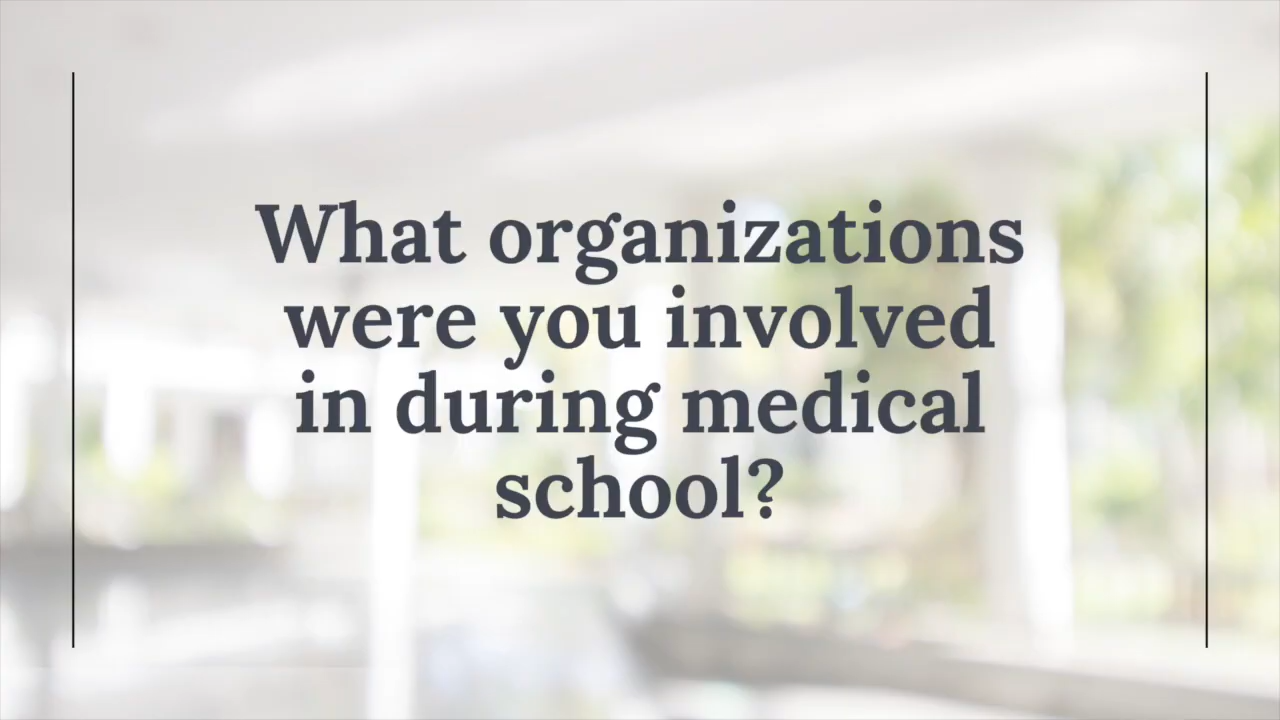 What organizations
were you involved
in during medical
school?